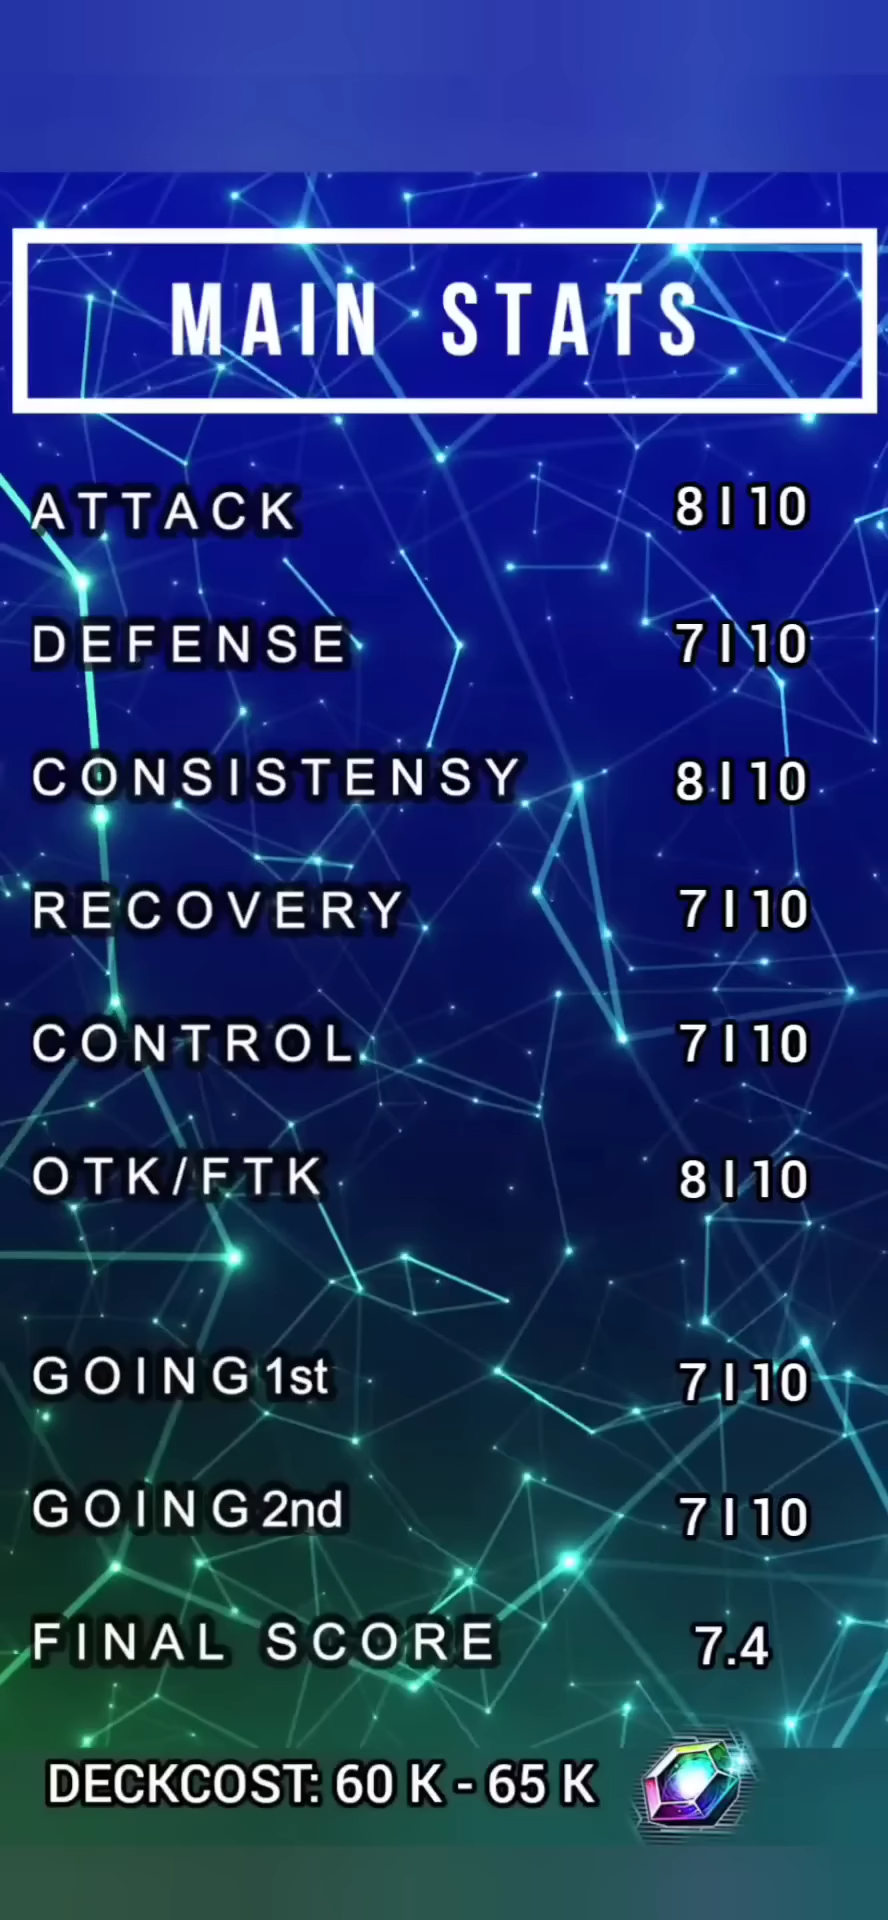 MAIN STATS
ATTACK 8 | 10
DEFENSE 7 | 10
CONSISTENSY 8 | 10
RECOVERY 7 | 10
CONTROL 7 | 10
OTK/FTK 8 | 10
GOING 1st 7 | 10
GOING 2nd 7 | 10
FINAL SCORE 7.4
DECKCOST: 60 K - 65 K